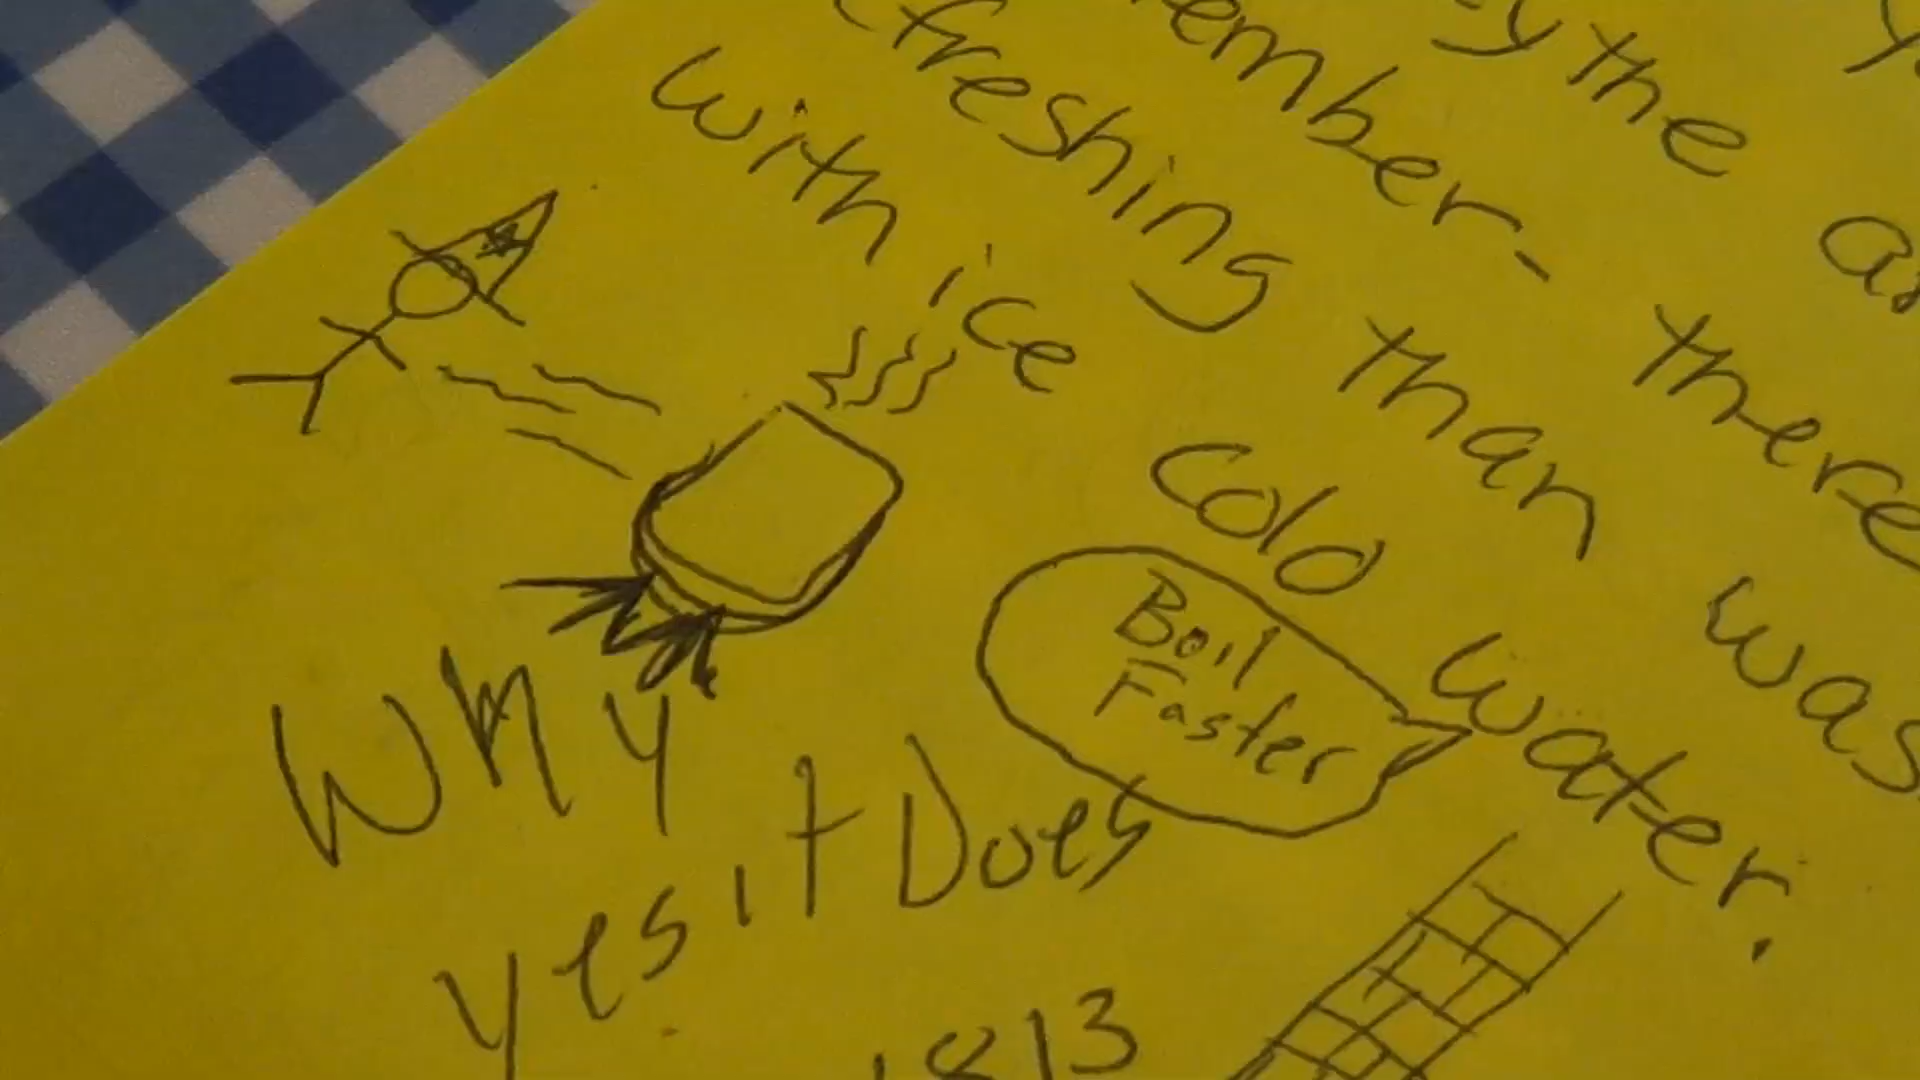 y the
ember- there
freshing than was
with ice cold water.
Boil
Faster
Why
yes it Does
1813